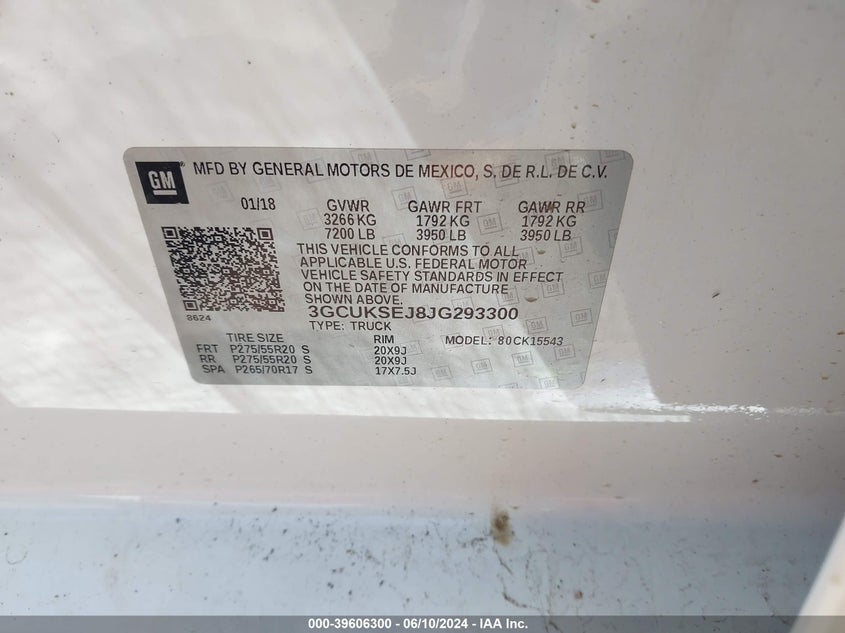 GM ® MFD BY GENERAL MOTORS DE MEXICO, S. DE R.L. DE C.V.
01/18 GVWR GAWR FRT GAWR RR
3266 KG 1792 KG 1792 KG
7200 LB 3950 LB 3950 LB
THIS VEHICLE CONFORMS TO ALL
APPLICABLE U.S. FEDERAL MOTOR
VEHICLE SAFETY STANDARDS IN EFFECT
ON THE DATE OF MANUFACTURE
SHOWN ABOVE.
8624
3GCUKSEJ8JG293300
TYPE: TRUCK
TIRE SIZE RIM MODEL: 80CK15543
FRT P275/55R20 S 20X9J
RR P275/55R20 S 20X9J
SPA P265/70R17 S 17X7.5J
000-39606300 - 06/10/2024 - IAA Inc.